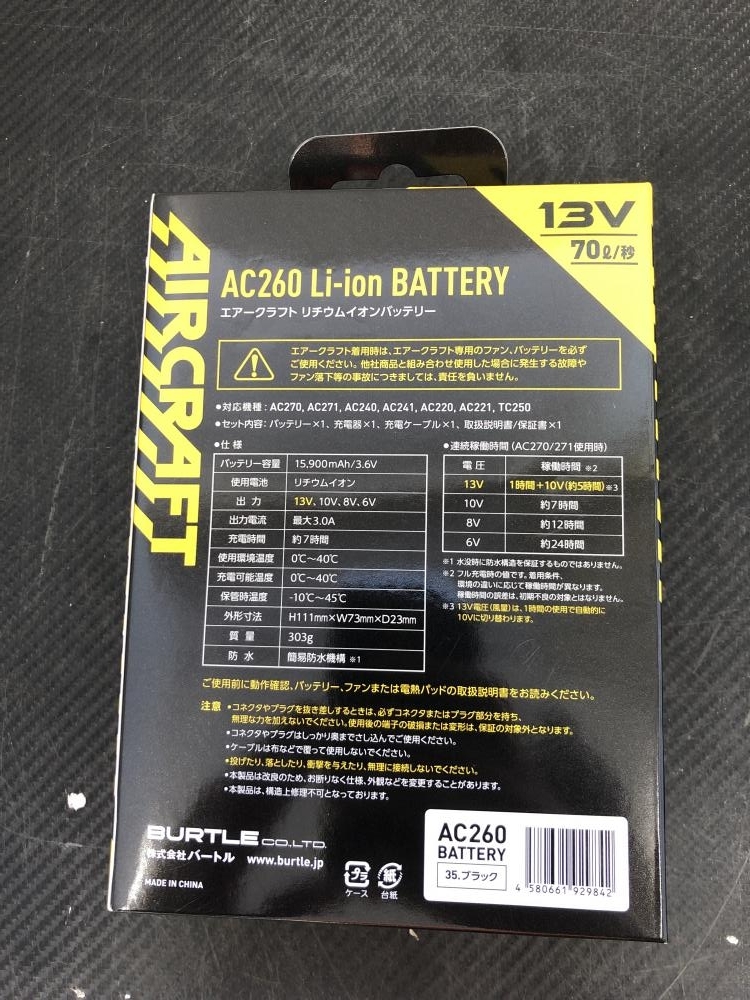 13V
70ℓ/秒
AIRCRAFT
AC260 Li-ion BATTERY
エアークラフト リチウムイオンバッテリー
エアークラフト着用時は、エアークラフト専用のファン、バッテリーを必ず
ご使用ください。他社商品と組み合わせ使用した場合に発生する故障や
ファン落下等の事故につきましては、責任を負いません。
●対応機種：AC270, AC271, AC240, AC241, AC220, AC221, TC250
●セット内容：バッテリー×1、充電器×1、充電ケーブル×1、取扱説明書/保証書×1
●仕様
バッテリー容量 15,900mAh/3.6V
使用電池 リチウムイオン
出力 13V、10V、8V、6V
出力電流 最大3.0A
充電時間 約7時間
使用環境温度 0℃～40℃
充電可能温度 0℃～40℃
保管時温度 -10℃～45℃
外形寸法 H111mm×W73mm×D23mm
質量 303g
防水 簡易防水機構 ※1
●連続稼働時間（AC270/271使用時）
電圧 稼働時間 ※2
13V 1時間＋10V（約5時間）※3
10V 約7時間
8V 約12時間
6V 約24時間
※1 水没時に防水構造を保証するものではありません。
※2 フル充電時の値です。着用条件、
環境の違いに応じて稼働時間が異なります。
稼働時間の誤差は、初期不良の対象とはなりません。
※3 13V電圧（風量）は、1時間の使用で自動的に
10Vに切り替わります。
ご使用前に動作確認、バッテリー、ファンまたは電熱パッドの取扱説明書をお読みください。
注意 ●コネクタやプラグを抜き差しするときは、必ずコネクタまたはプラグ部分を持ち、
無理な力を加えないでください。使用後の端子の破損または変形は、保証の対象外となります。
●コネクタやプラグはしっかり奥までさし込んでご使用ください。
●ケーブルは布などで覆って使用しないでください。
●投げたり、落としたり、衝撃を与えたり、無理に接続しないでください。
●本製品は改良のため、お断りなく仕様、外観などを変更することがあります。
●本製品は、構造上修理不可となっております。
BURTLE CO.,LTD.
株式会社バートル www.burtle.jp
MADE IN CHINA
プラ
ケース
紙
台紙
AC260
BATTERY
35.ブラック
4 580661 929842